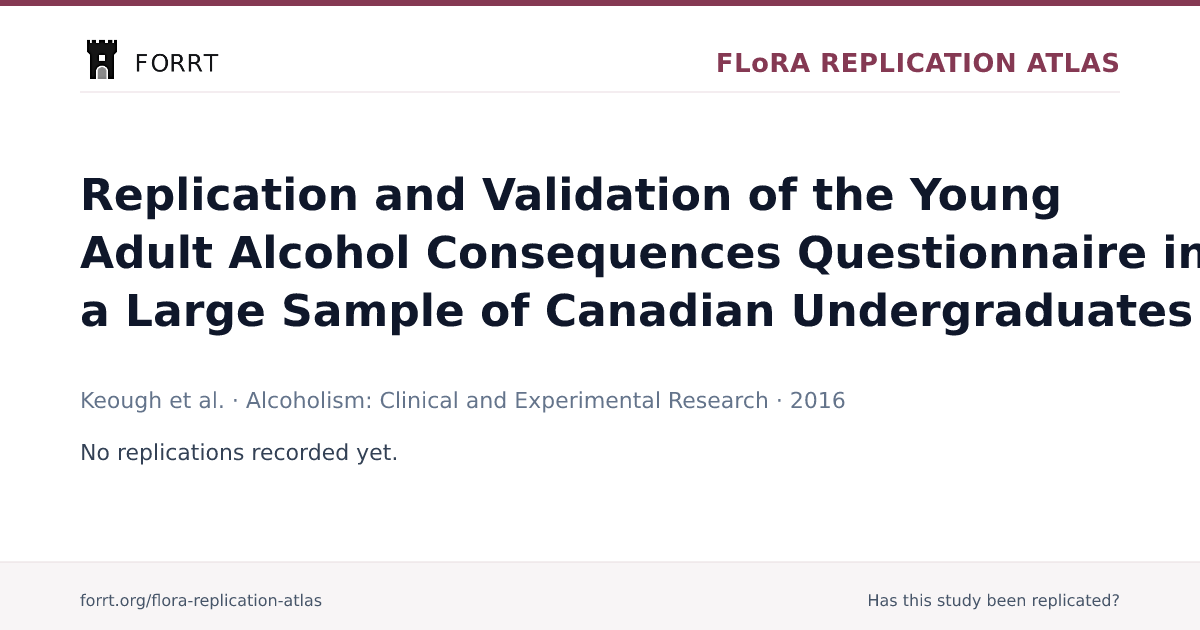 FORRT
FLoRA REPLICATION ATLAS
Replication and Validation of the Young
Adult Alcohol Consequences Questionnaire in
a Large Sample of Canadian Undergraduates
Keough et al. · Alcoholism: Clinical and Experimental Research · 2016
No replications recorded yet.
forrt.org/flora-replication-atlas
Has this study been replicated?